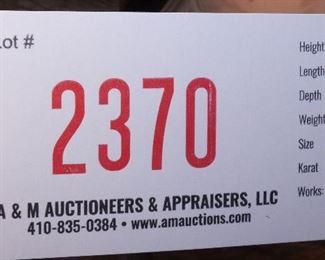 Lot #
2370
A & M AUCTIONEERS & APPRAISERS, LLC
410-835-0384 • www.amauctions.com
Height
Length
Depth
Weight
Size
Karat
Works: